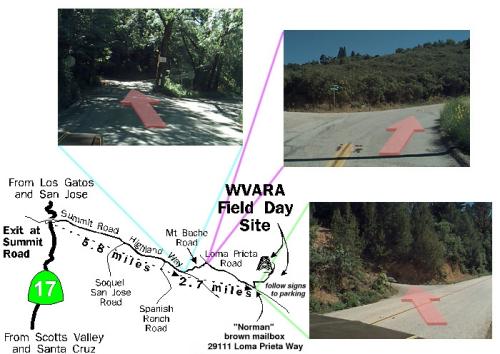 WVARA
Field Day
Site
From Los Gatos
and San Jose
Exit at
Summit
Road
Summit Road
Highland Way
Mt Bache
Road
Loma Prieta
Road
5.8 miles
2.7 miles
17
follow signs
to parking
Soquel
San Jose
Road
Spanish
Ranch
Road
From Scotts Valley
and Santa Cruz
"Norman"
brown mailbox
29111 Loma Prieta Way